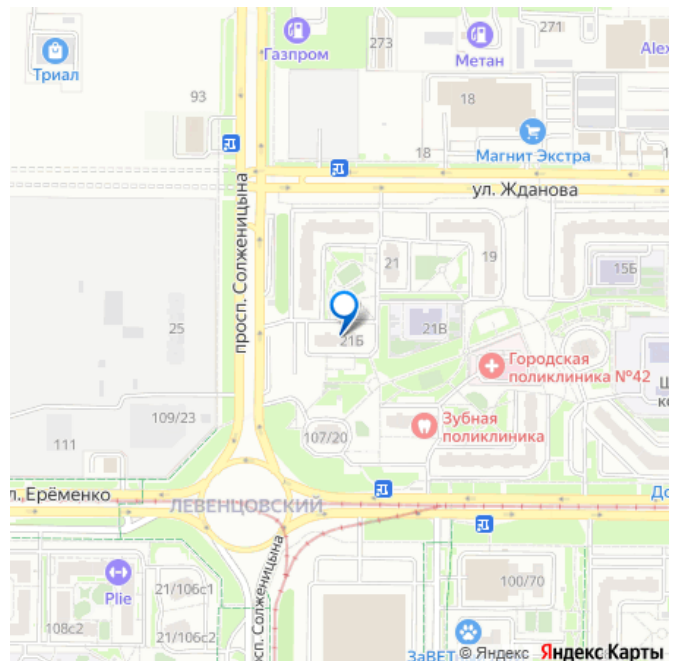 Газпром
273
271
Метан
Alex
Триал
93
18
Магнит Экстра
18
ул. Жданова
просп. Солженицына
21
19
15Б
25
21Б
21В
Городская
поликлиника №42
109/23
Зубная
поликлиника
107/20
111
л. Ерёменко
ЛЕВЕНЦОВСКИЙ
просп. Солженицына
Plie
21/106с1
100/70
108с2
21/106с2
ЗаВЕТ
© Яндекс Яндекс Карты